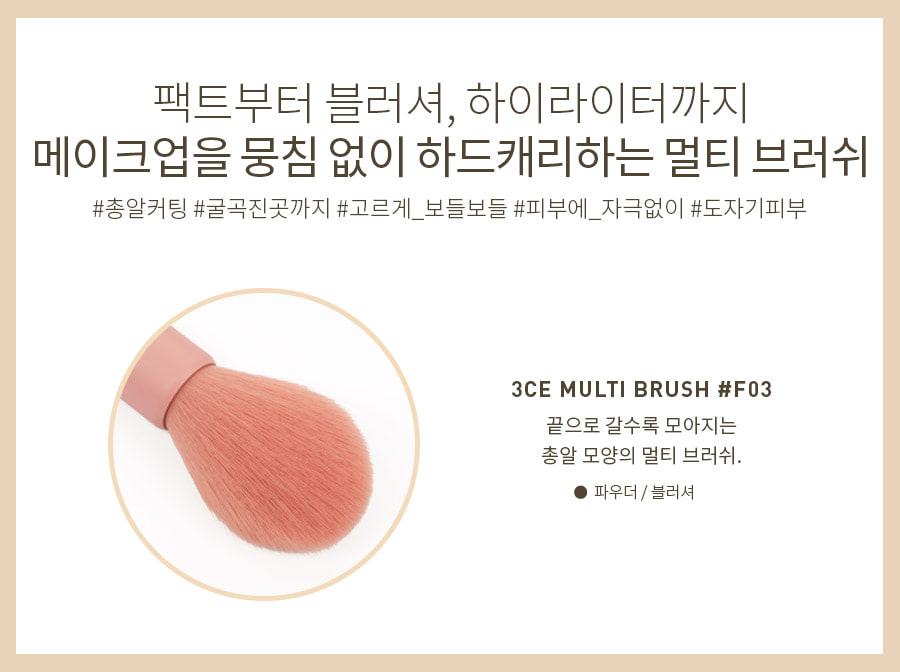 팩트부터 블러셔, 하이라이터까지
메이크업을 뭉침 없이 하드캐리하는 멀티 브러쉬
#총알커팅 #굴곡진곳까지 #고르게_보들보들 #피부에_자극없이 #도자기피부
3CE MULTI BRUSH #F03
끝으로 갈수록 모아지는
총알 모양의 멀티 브러쉬.
● 파우더 / 블러셔